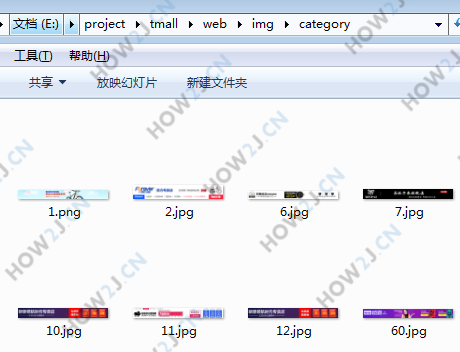 文档 (E:) ▸ project ▸ tmall ▸ web ▸ img ▸ category
工具(T) 帮助(H)
共享 放映幻灯片 新建文件夹
1.png 2.jpg 6.jpg 7.jpg
10.jpg 11.jpg 12.jpg 60.jpg
HOW2J.CN
HOW2J.CN
HOW2J.CN
HOW2J.CN
HOW2J.CN
HOW2J.CN